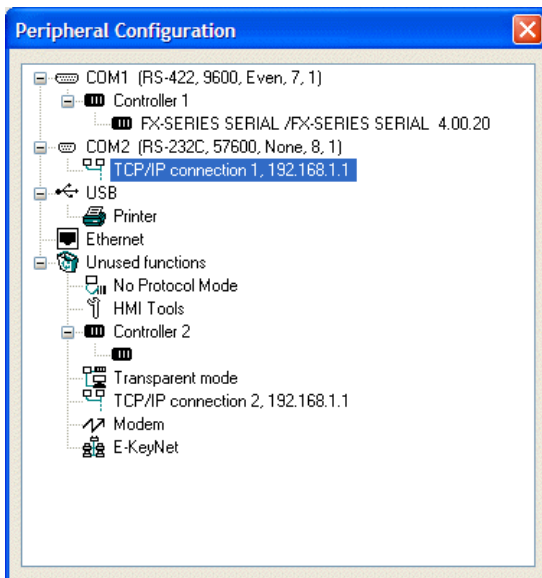 Peripheral Configuration
COM1 (RS-422, 9600, Even, 7, 1)
Controller 1
FX-SERIES SERIAL /FX-SERIES SERIAL 4.00.20
COM2 (RS-232C, 57600, None, 8, 1)
TCP/IP connection 1, 192.168.1.1
USB
Printer
Ethernet
Unused functions
No Protocol Mode
HMI Tools
Controller 2
Transparent mode
TCP/IP connection 2, 192.168.1.1
Modem
E-KeyNet